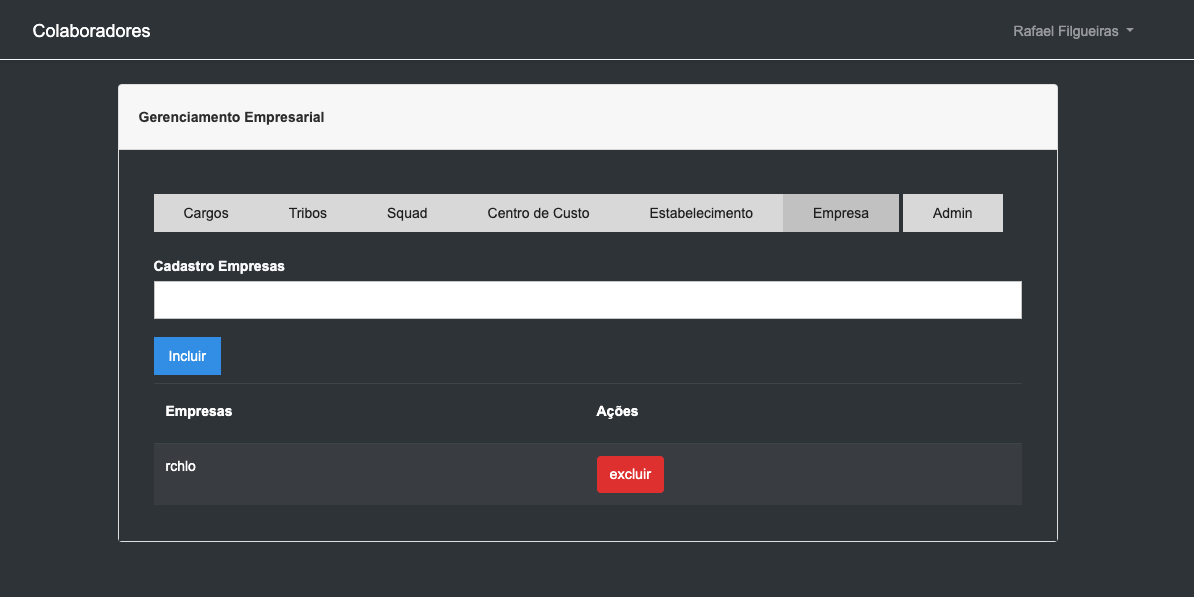 Colaboradores Rafael Filgueiras
Gerenciamento Empresarial
Cargos Tribos Squad Centro de Custo Estabelecimento Empresa Admin
Cadastro Empresas
Incluir
Empresas Ações
rchlo excluir